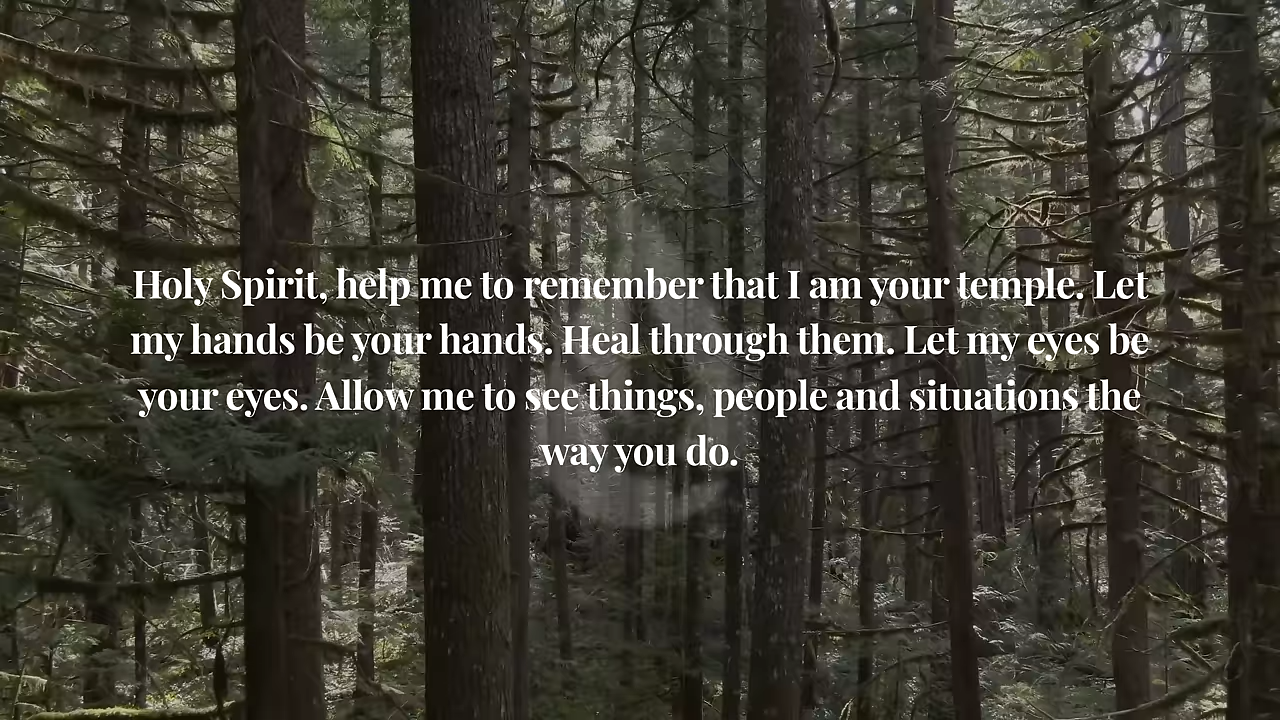 Holy Spirit, help me to remember that I am your temple. Let
my hands be your hands. Heal through them. Let my eyes be
your eyes. Allow me to see things, people and situations the
way you do.